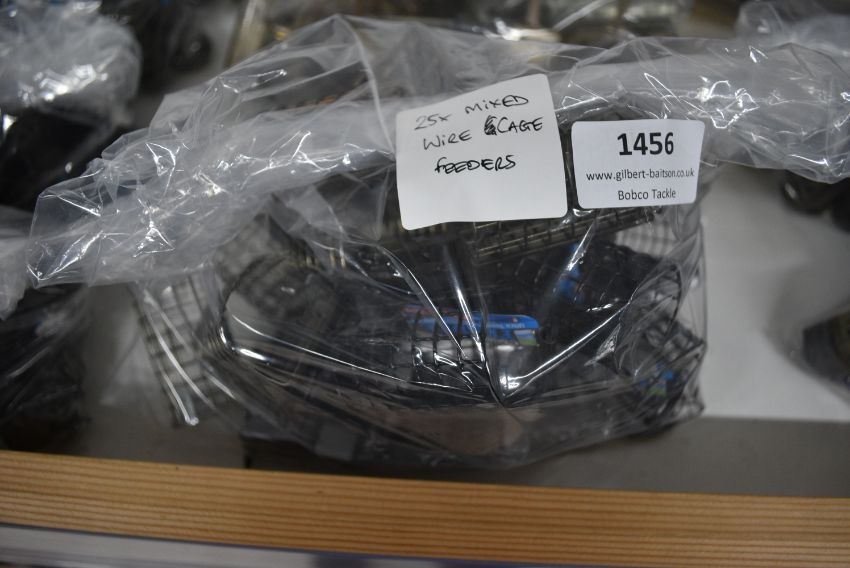 25x MIXED
WIRE CAGE
FEEDERS
1456
www.gilbert-baitson.co.uk
Bobco Tackle